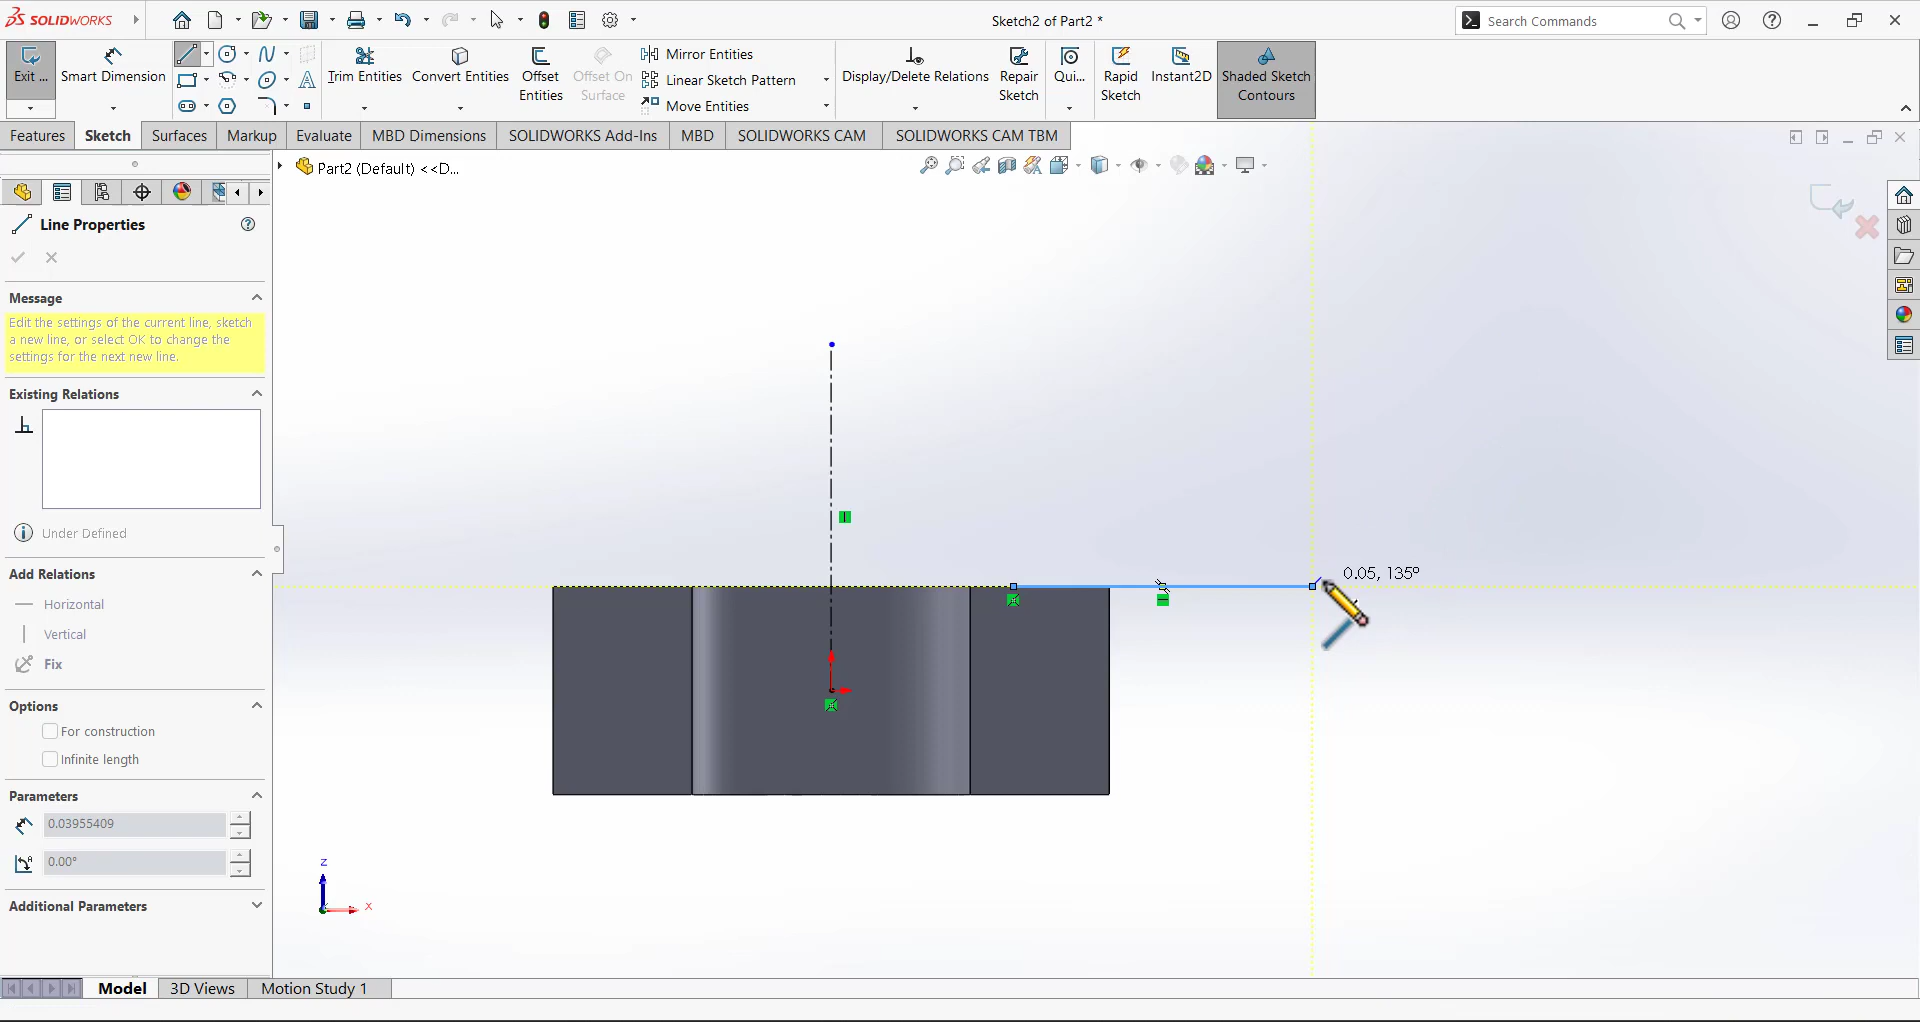 SOLIDWORKS
Sketch2 of Part2 *
Search Commands
Exit ...
Smart Dimension
Trim Entities
Convert Entities
Offset
Entities
Offset On
Surface
Mirror Entities
Linear Sketch Pattern
Move Entities
Display/Delete Relations
Repair
Sketch
Qui...
Rapid
Sketch
Instant2D
Shaded Sketch
Contours
Features
Sketch
Surfaces
Markup
Evaluate
MBD Dimensions
SOLIDWORKS Add-Ins
MBD
SOLIDWORKS CAM
SOLIDWORKS CAM TBM
Part2 (Default) <<D...
Line Properties
Message
Edit the settings of the current line, sketch
a new line, or select OK to change the
settings for the next new line.
Existing Relations
Under Defined
Add Relations
Horizontal
Vertical
Fix
Options
For construction
Infinite length
Parameters
0.03955409
0.00°
Additional Parameters
0.05, 135°
z
x
Model
3D Views
Motion Study 1